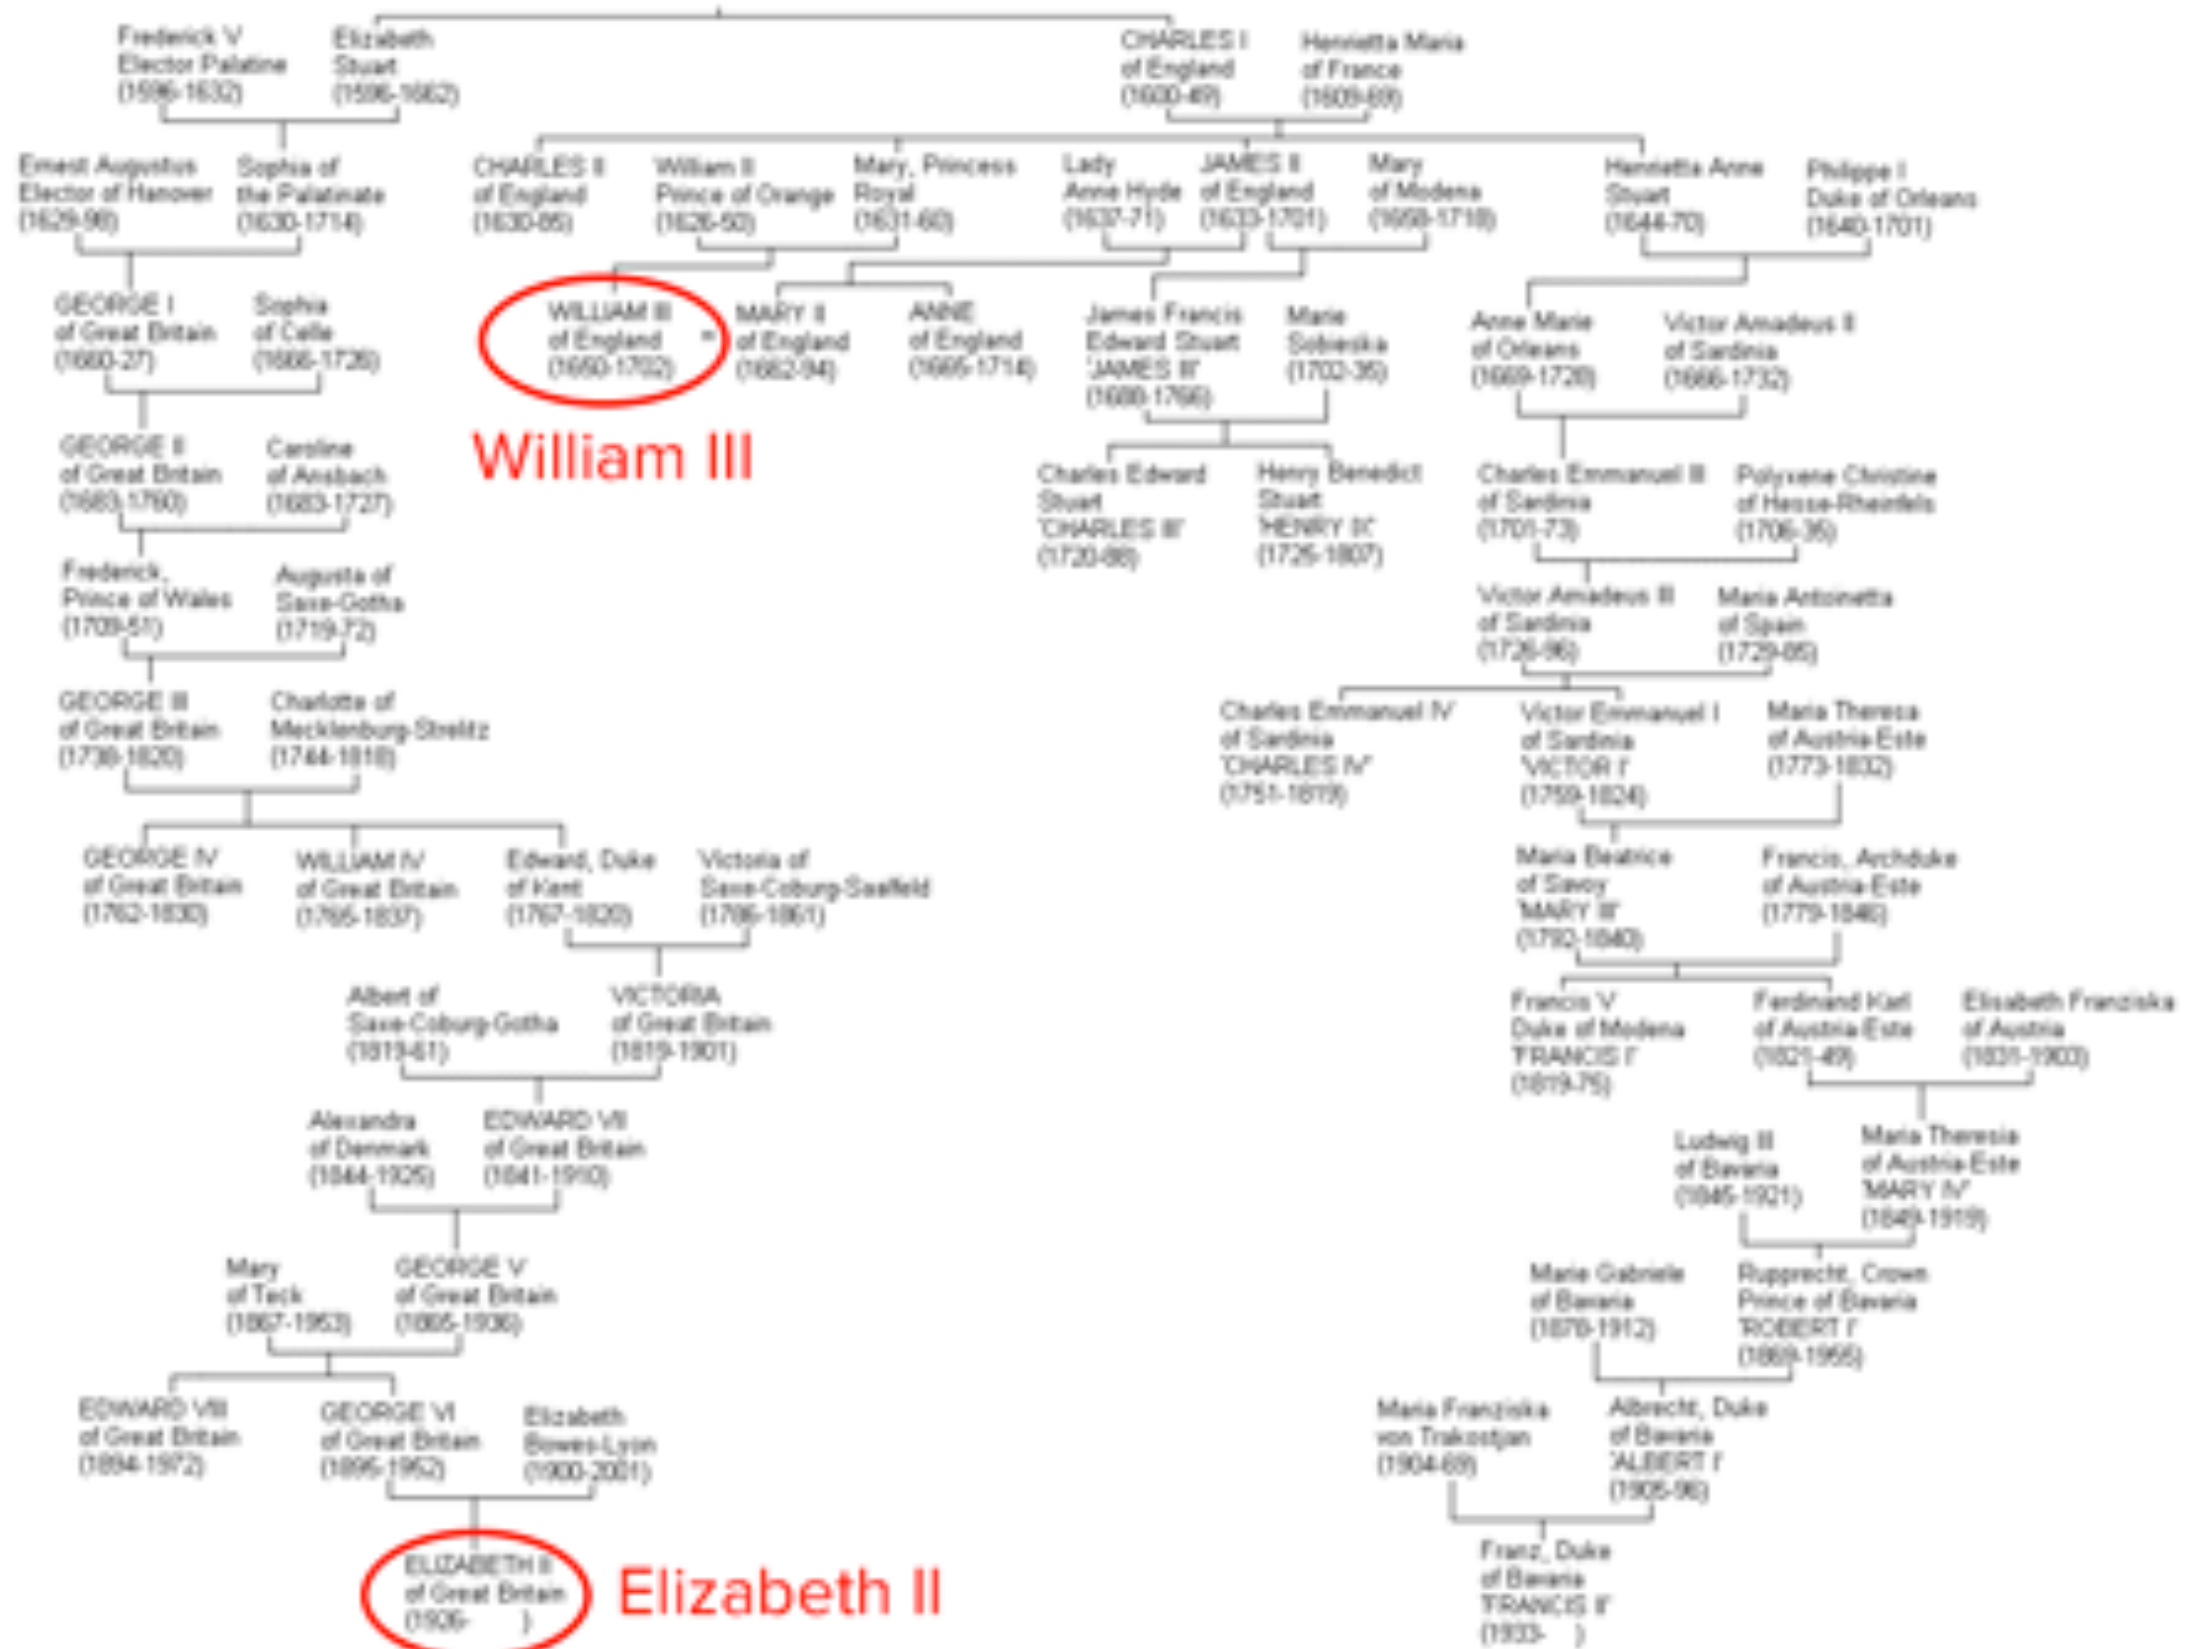 Frederick V
Elector Palatine
(1596-1632)
Elizabeth
Stuart
(1596-1662)
CHARLES I
of England
(1600-49)
Henrietta Maria
of France
(1609-69)
Ernest Augustus
Elector of Hanover
(1629-98)
Sophia of
the Palatinate
(1630-1714)
CHARLES II
of England
(1630-85)
William II
Prince of Orange
(1626-50)
Mary, Princess
Royal
(1631-60)
Lady
Anne Hyde
(1637-71)
JAMES II
of England
(1633-1701)
Mary
of Modena
(1658-1718)
Henrietta Anne
Stuart
(1644-70)
Philippe I
Duke of Orleans
(1640-1701)
GEORGE I
of Great Britain
(1660-27)
Sophia
of Celle
(1666-1726)
WILLIAM III
of England
(1650-1702)
=
MARY II
of England
(1662-94)
ANNE
of England
(1665-1714)
James Francis
Edward Stuart
'JAMES III'
(1688-1766)
Marie
Sobieska
(1702-35)
Anne Marie
of Orleans
(1669-1728)
Victor Amadeus II
of Sardinia
(1666-1732)
William III
GEORGE II
of Great Britain
(1683-1760)
Caroline
of Ansbach
(1683-1727)
Charles Edward
Stuart
'CHARLES III'
(1720-88)
Henry Benedict
Stuart
'HENRY IX'
(1725-1807)
Charles Emmanuel III
of Sardinia
(1701-73)
Polyxene Christine
of Hesse-Rheinfels
(1706-35)
Frederick,
Prince of Wales
(1709-51)
Augusta of
Saxe-Gotha
(1719-72)
Victor Amadeus III
of Sardinia
(1726-96)
Maria Antoinetta
of Spain
(1729-85)
GEORGE III
of Great Britain
(1738-1820)
Charlotte of
Mecklenburg-Strelitz
(1744-1818)
Charles Emmanuel IV
of Sardinia
'CHARLES IV'
(1751-1819)
Victor Emmanuel I
of Sardinia
'VICTOR I'
(1759-1824)
Maria Theresa
of Austria-Este
(1773-1832)
GEORGE IV
of Great Britain
(1762-1830)
WILLIAM IV
of Great Britain
(1765-1837)
Edward, Duke
of Kent
(1767-1820)
Victoria of
Saxe-Coburg-Saalfeld
(1786-1861)
Maria Beatrice
of Savoy
'MARY III'
(1792-1840)
Francis, Archduke
of Austria-Este
(1779-1846)
Albert of
Saxe-Coburg-Gotha
(1819-61)
VICTORIA
of Great Britain
(1819-1901)
Francis V
Duke of Modena
'FRANCIS I'
(1819-75)
Ferdinand Karl
of Austria-Este
(1821-49)
Elisabeth Franziska
of Austria
(1831-1903)
Alexandra
of Denmark
(1844-1925)
EDWARD VII
of Great Britain
(1841-1910)
Ludwig III
of Bavaria
(1845-1921)
Maria Theresia
of Austria-Este
'MARY IV'
(1849-1919)
Mary
of Teck
(1867-1953)
GEORGE V
of Great Britain
(1865-1936)
Marie Gabriele
of Bavaria
(1878-1912)
Rupprecht, Crown
Prince of Bavaria
'ROBERT I'
(1869-1955)
EDWARD VIII
of Great Britain
(1894-1972)
GEORGE VI
of Great Britain
(1895-1952)
Elizabeth
Bowes-Lyon
(1900-2001)
Maria Franziska
von Trakostjan
(1904-69)
Albrecht, Duke
of Bavaria
'ALBERT I'
(1905-96)
ELIZABETH II
of Great Britain
(1926- )
Elizabeth II
Franz, Duke
of Bavaria
'FRANCIS II'
(1933- )